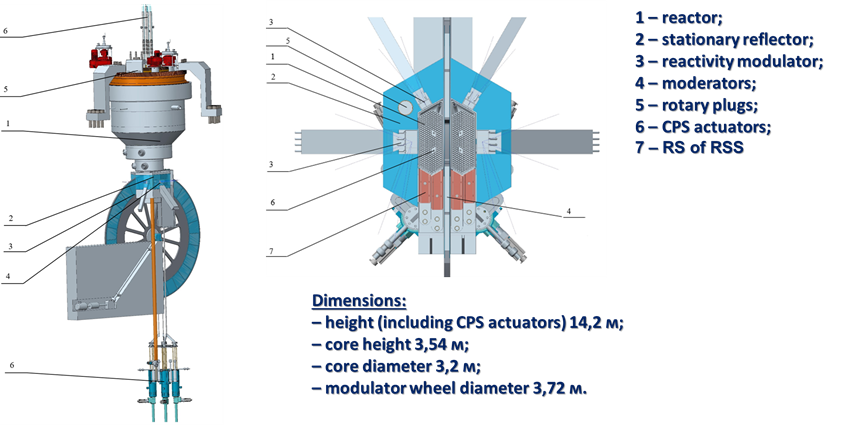 6
5
1
2
3
4
6
3
5
1
2
3
6
4
7
1 – reactor;
2 – stationary reflector;
3 – reactivity modulator;
4 – moderators;
5 – rotary plugs;
6 – CPS actuators;
7 – RS of RSS
Dimensions:
– height (including CPS actuators) 14,2 м;
– core height 3,54 м;
– core diameter 3,2 м;
– modulator wheel diameter 3,72 м.